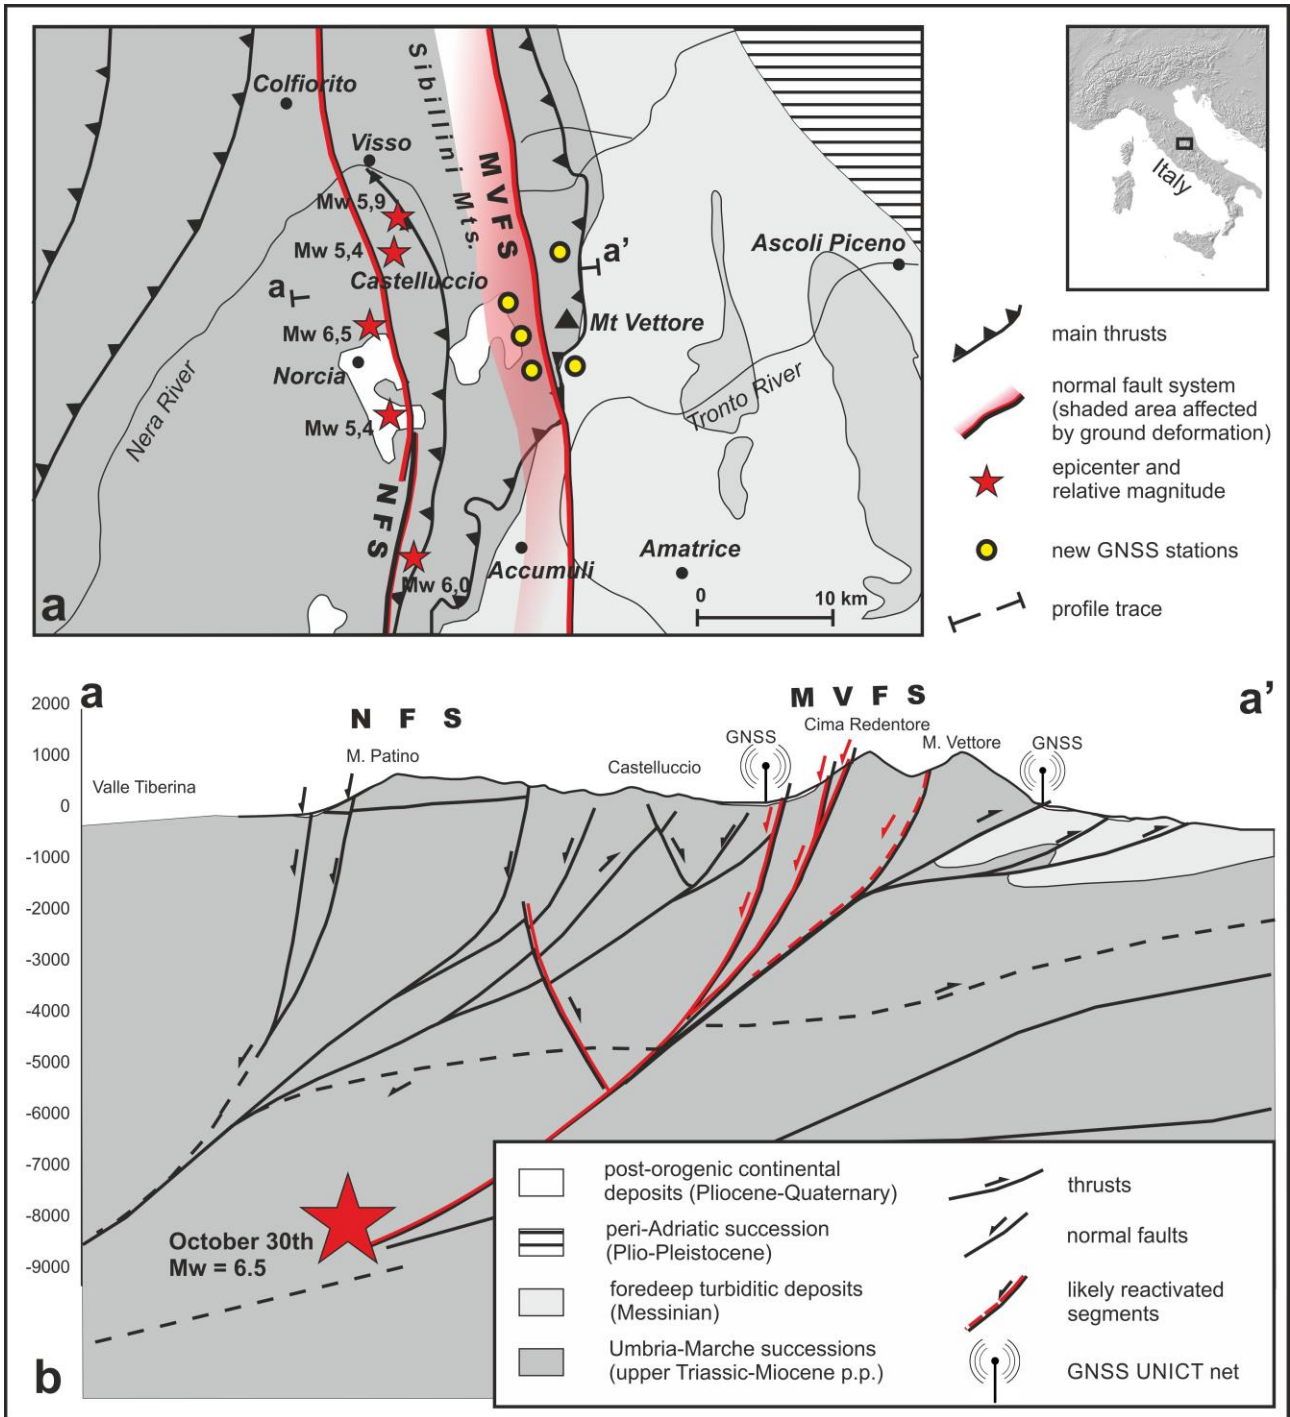 Colfiorito
Visso
Sibillini Mts.
MVFS
Mw 5,9
Mw 5,4
Castelluccio
a
a’
Ascoli Piceno
Mw 6,5
Mt Vettore
Norcia
Nera River
Tronto River
Mw 5,4
NFS
Mw 6,0
Accumuli
Amatrice
0 10 km
a
Italy
main thrusts
normal fault system
(shaded area affected
by ground deformation)
epicenter and
relative magnitude
new GNSS stations
profile trace
a
a’
N F S
M V F S
Valle Tiberina
M. Patino
Castelluccio
GNSS
Cima Redentore
M. Vettore
GNSS
2000
1000
0
-1000
-2000
-3000
-4000
-5000
-6000
-7000
-8000
-9000
October 30th
Mw = 6.5
b
post-orogenic continental
deposits (Pliocene-Quaternary)
peri-Adriatic succession
(Plio-Pleistocene)
foredeep turbiditic deposits
(Messinian)
Umbria-Marche successions
(upper Triassic-Miocene p.p.)
thrusts
normal faults
likely reactivated
segments
GNSS UNICT net